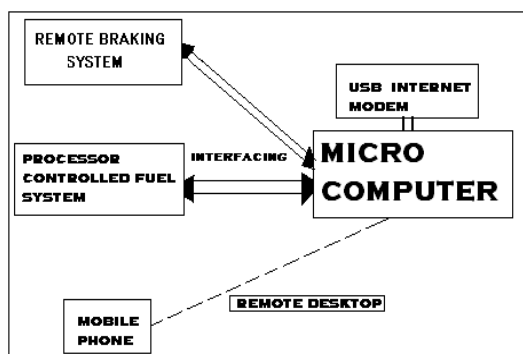 REMOTE BRAKING
SYSTEM
USB INTERNET
MODEM
PROCESSOR
CONTROLLED FUEL
SYSTEM
INTERFACING
MICRO
COMPUTER
REMOTE DESKTOP
MOBILE
PHONE